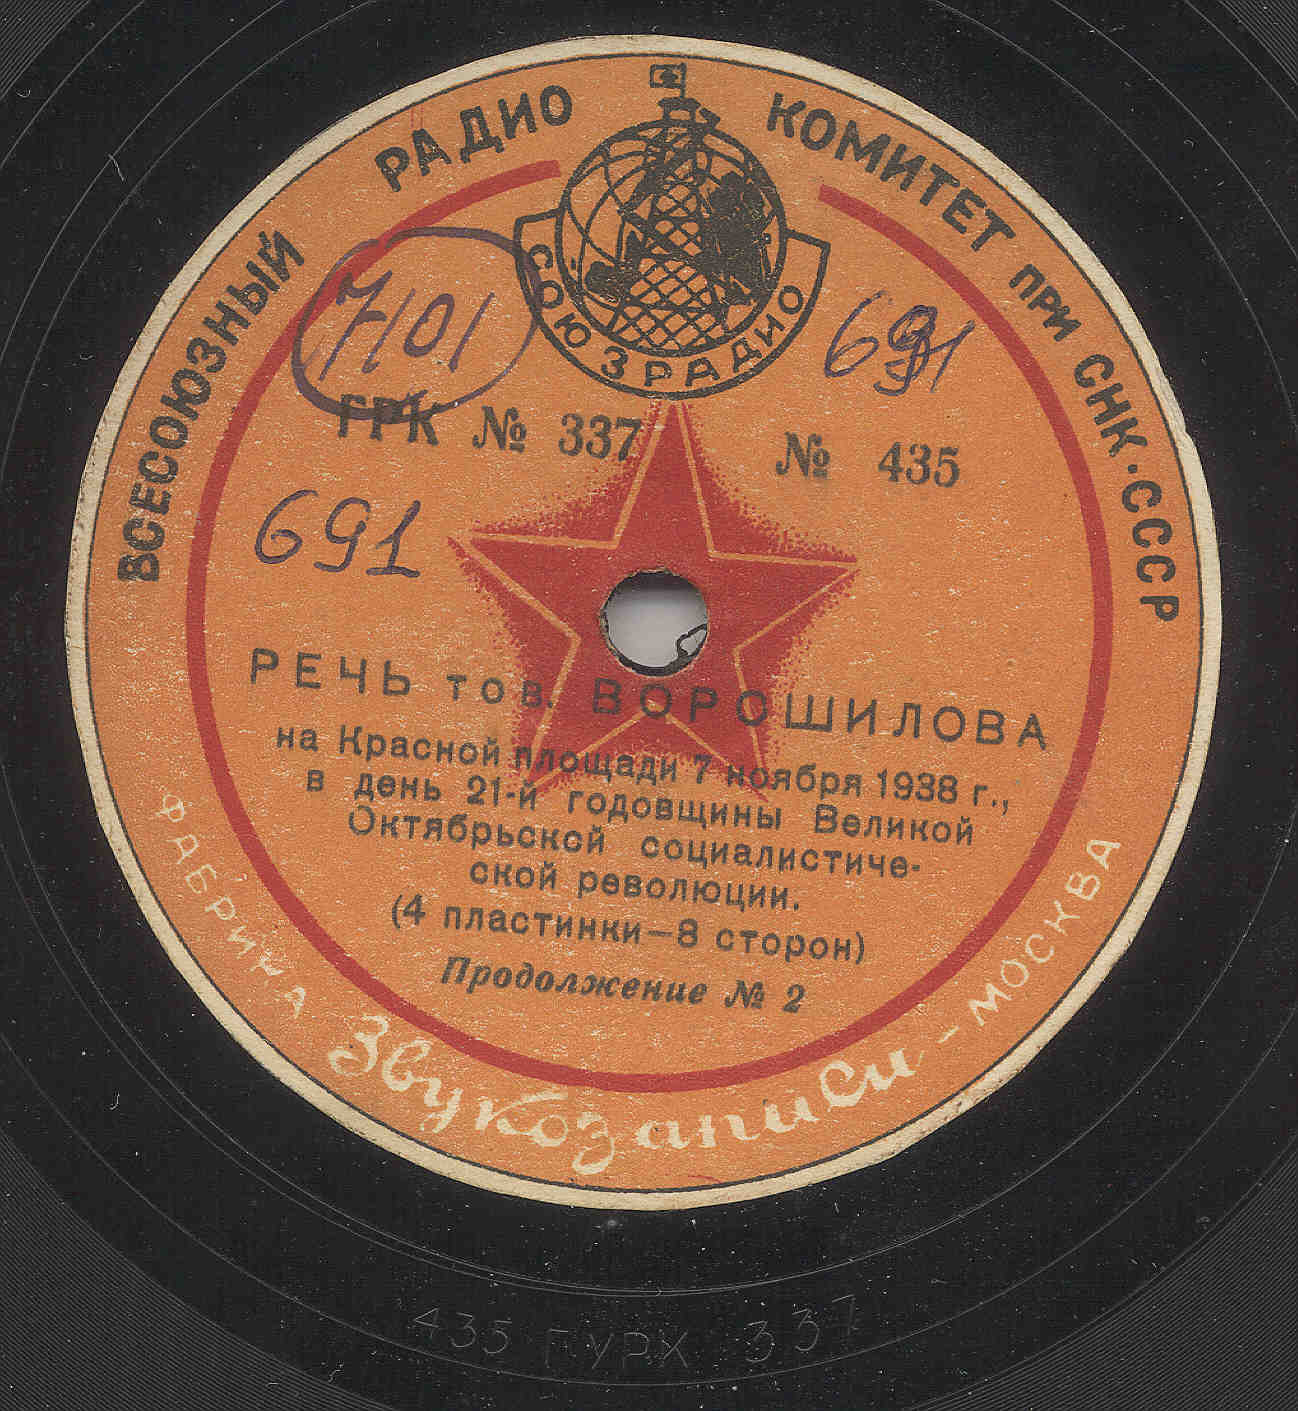 ВСЕСОЮЗНЫЙ РАДИО КОМИТЕТ ПРИ СНК·СССР
СОЮЗРАДИО
7101
691
ГРК № 337 № 435
691
РЕЧЬ тов. ВОРОШИЛОВА
на Красной площади 7 ноября 1938 г.,
в день 21-й годовщины Великой
Октябрьской социалистиче-
ской революции.
(4 пластинки—8 сторон)
Продолжение № 2
ФАБРИКА Звукозаписи – МОСКВА
435 ГУРК 337